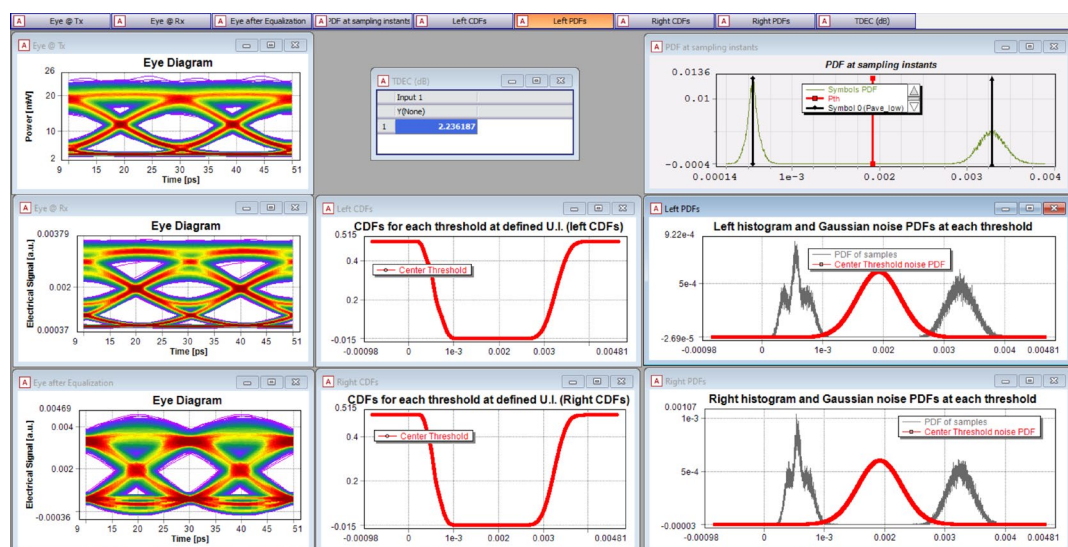 A Eye @ Tx
A Eye @ Rx
A Eye after Equalization
A PDF at sampling instants
A Left CDFs
A Left PDFs
A Right CDFs
A Right PDFs
A TDEC (dB)
A Eye @ Tx
Eye Diagram
26
Power [mW]
10
2
9 15 20 25 30 35 40 45 51
Time [ps]
A TDEC (dB)
Input 1
Y(None)
1 2.236187
A PDF at sampling instants
PDF at sampling instants
0.0136
0.01
-0.0004
Symbols PDF
Pth
Symbol 0 (Pave_low)
0.00014 1e-3 0.002 0.003 0.004
A Eye @ Rx
Eye Diagram
0.00379
Electrical Signal [a.u.]
0.002
0.00037
9 15 20 25 30 35 40 45 51
Time [ps]
A Left CDFs
CDFs for each threshold at defined U.I. (left CDFs)
0.515
0.4
0.2
-0.015
Center Threshold
-0.00098 0 1e-3 0.003 0.00481
A Left PDFs
Left histogram and Gaussian noise PDFs at each threshold
9.22e-4
5e-4
-2.69e-5
PDF of samples
Center Threshold noise PDF
-0.00098 0 1e-3 0.002 0.003 0.00481
A Eye after Equalization
Eye Diagram
0.00469
0.004
Electrical Signal [a.u.]
0.002
-0.00036
9 15 20 25 30 35 40 45 51
Time [ps]
A Right CDFs
CDFs for each threshold at defined U.I. (Right CDFs)
0.515
0.4
0.2
-0.015
Center Threshold
-0.00098 0 1e-3 0.003 0.00481
A Right PDFs
Right histogram and Gaussian noise PDFs at each threshold
0.00107
1e-3
5e-4
-0.00003
PDF of samples
Center Threshold noise PDF
-0.00098 0 1e-3 0.002 0.003 0.00481